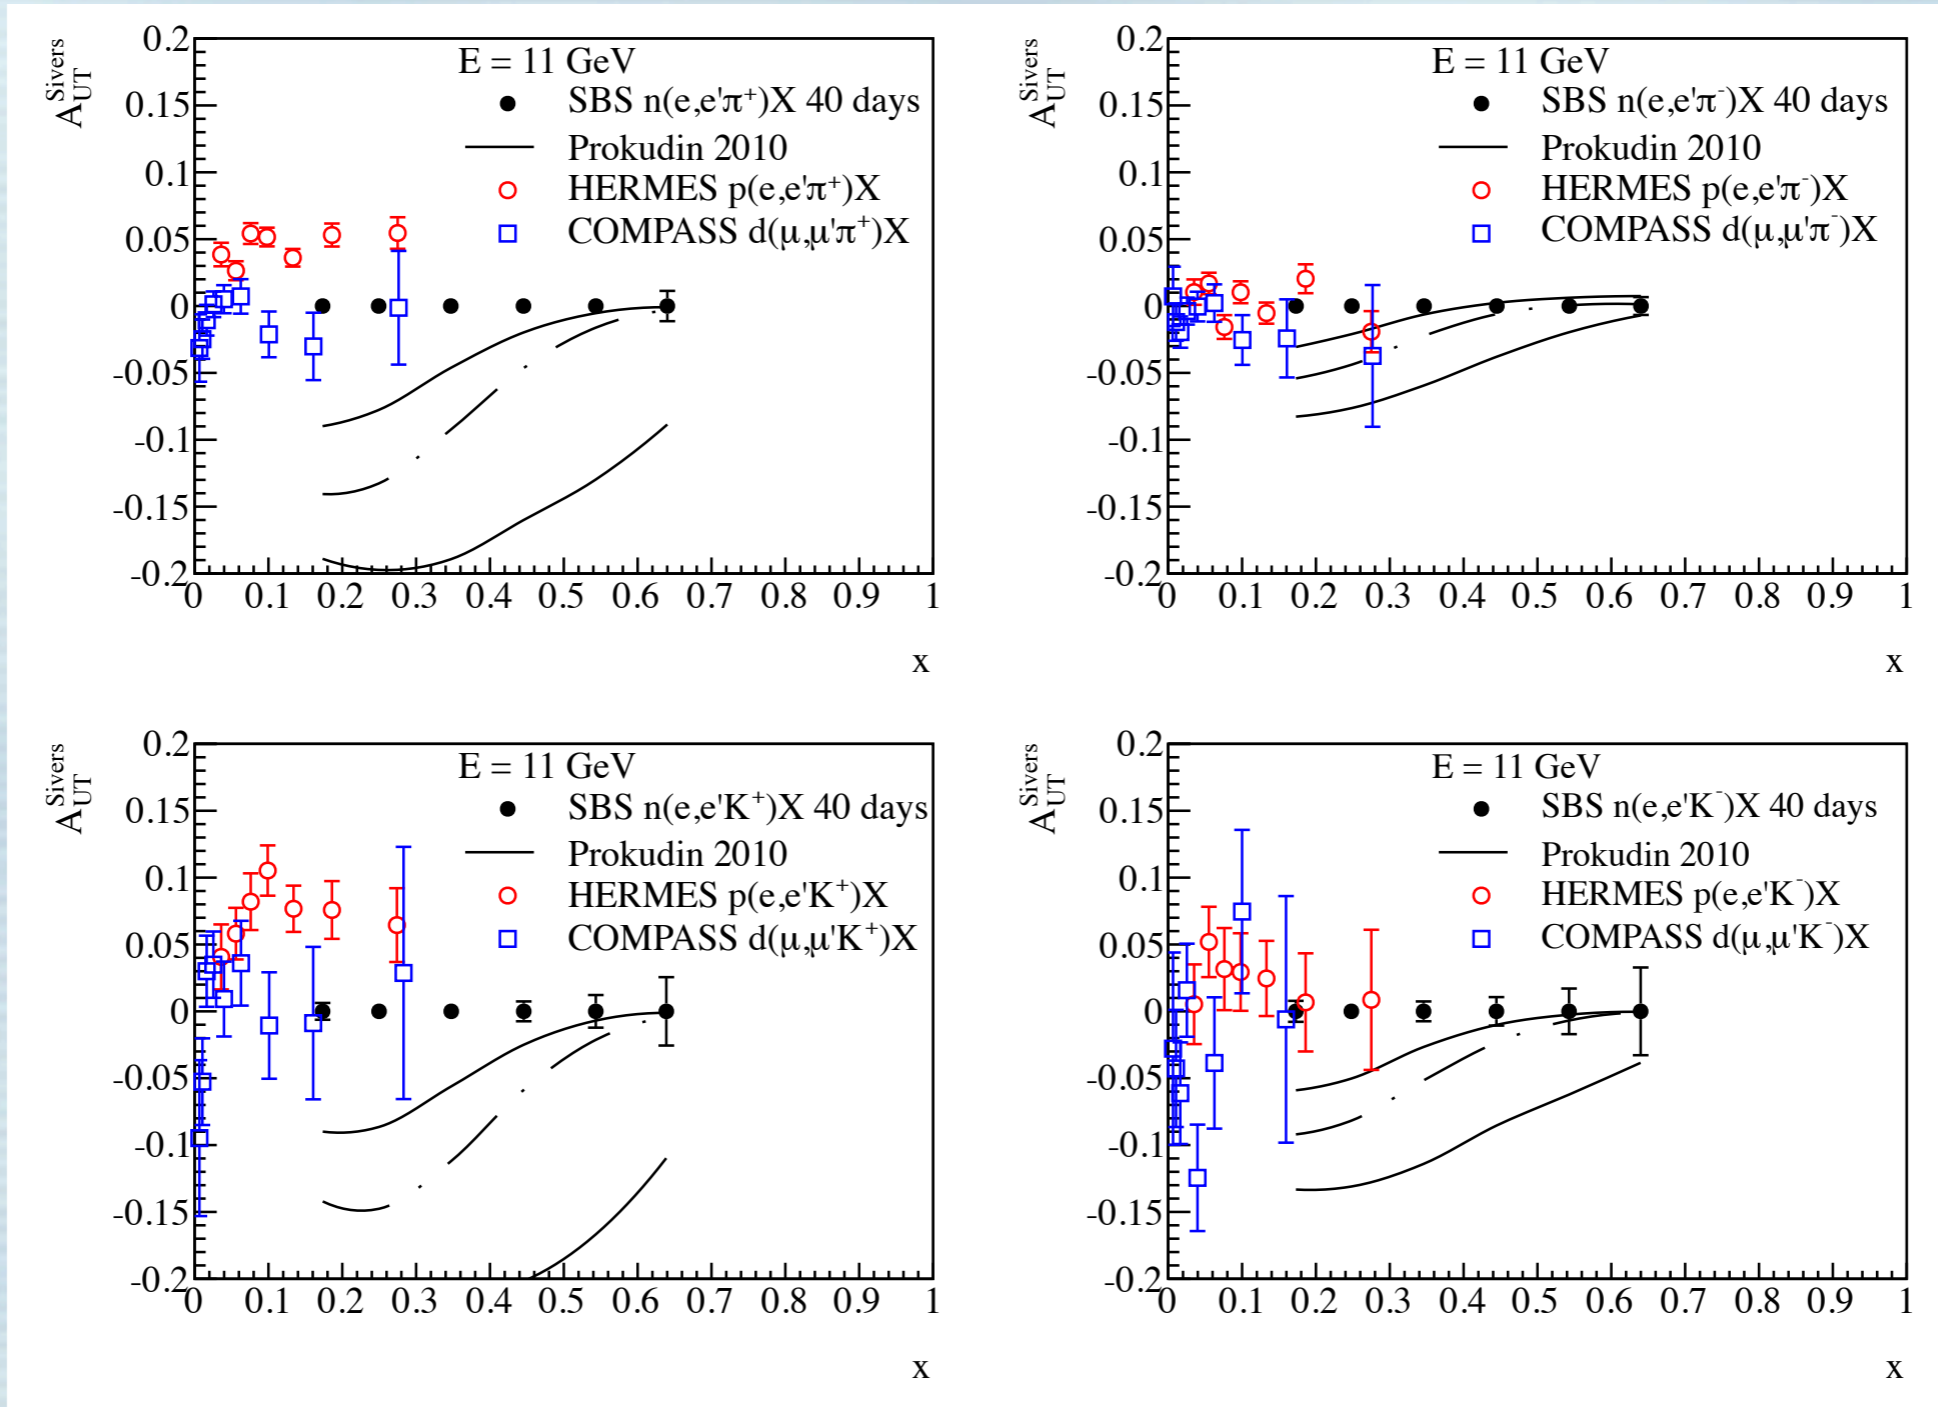 A_UT^Sivers
0.2
0.15
0.1
0.05
0
-0.05
-0.1
-0.15
-0.2
E = 11 GeV
SBS n(e,e'π⁺)X 40 days
Prokudin 2010
HERMES p(e,e'π⁺)X
COMPASS d(μ,μ'π⁺)X
0 0.1 0.2 0.3 0.4 0.5 0.6 0.7 0.8 0.9 1
x
A_UT^Sivers
0.2
0.15
0.1
0.05
0
-0.05
-0.1
-0.15
-0.2
E = 11 GeV
SBS n(e,e'π⁻)X 40 days
Prokudin 2010
HERMES p(e,e'π⁻)X
COMPASS d(μ,μ'π⁻)X
0 0.1 0.2 0.3 0.4 0.5 0.6 0.7 0.8 0.9 1
x
A_UT^Sivers
0.2
0.15
0.1
0.05
0
-0.05
-0.1
-0.15
-0.2
E = 11 GeV
SBS n(e,e'K⁺)X 40 days
Prokudin 2010
HERMES p(e,e'K⁺)X
COMPASS d(μ,μ'K⁺)X
0 0.1 0.2 0.3 0.4 0.5 0.6 0.7 0.8 0.9 1
x
A_UT^Sivers
0.2
0.15
0.1
0.05
0
-0.05
-0.1
-0.15
-0.2
E = 11 GeV
SBS n(e,e'K⁻)X 40 days
Prokudin 2010
HERMES p(e,e'K⁻)X
COMPASS d(μ,μ'K⁻)X
0 0.1 0.2 0.3 0.4 0.5 0.6 0.7 0.8 0.9 1
x